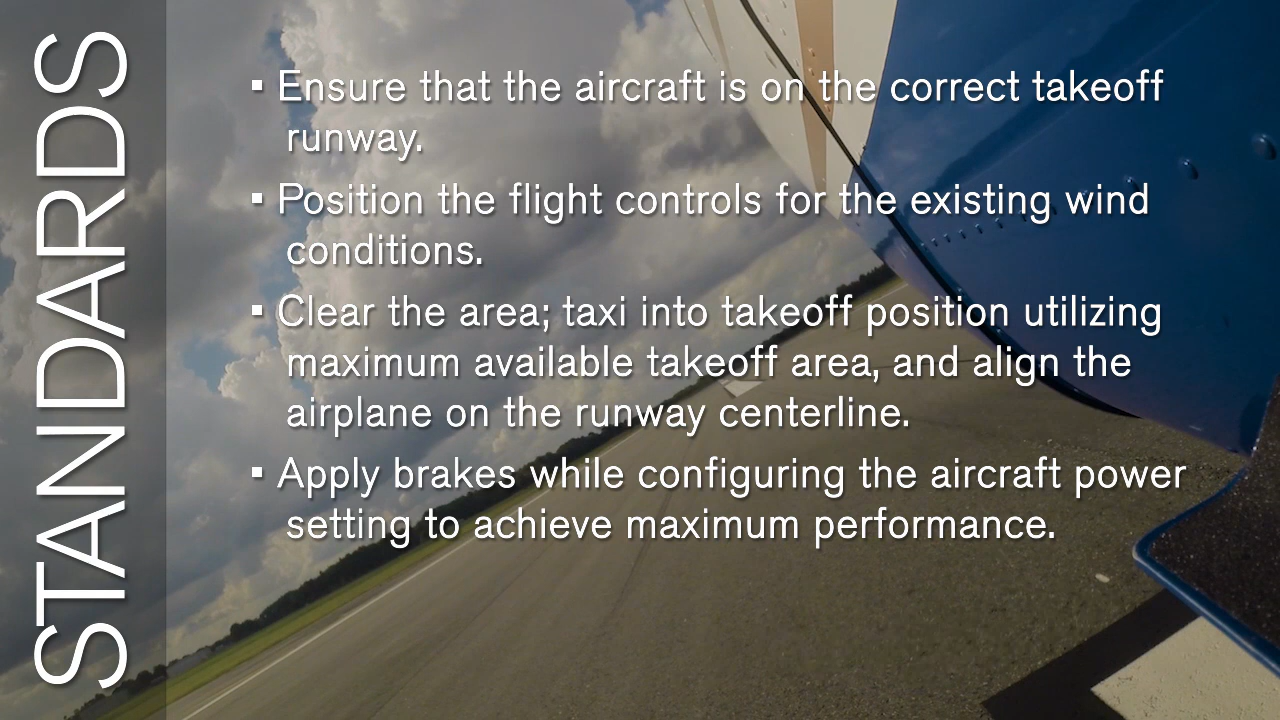 STANDARDS
▪ Ensure that the aircraft is on the correct takeoff
runway.
▪ Position the flight controls for the existing wind
conditions.
▪ Clear the area; taxi into takeoff position utilizing
maximum available takeoff area, and align the
airplane on the runway centerline.
▪ Apply brakes while configuring the aircraft power
setting to achieve maximum performance.